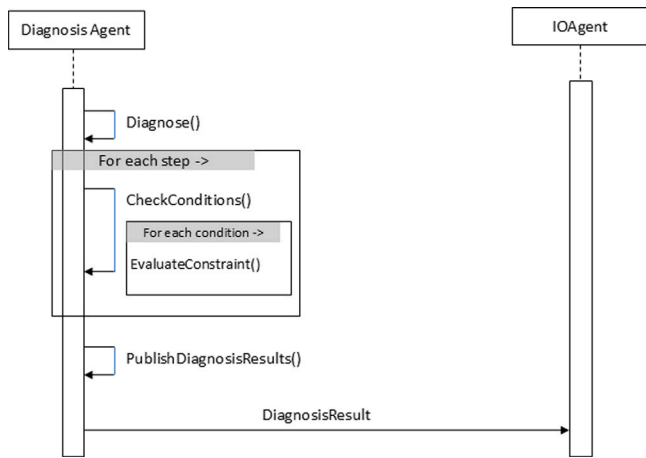 Diagnosis Agent
IOAgent
Diagnose()
For each step ->
CheckConditions()
For each condition ->
EvaluateConstraint()
PublishDiagnosisResults()
DiagnosisResult